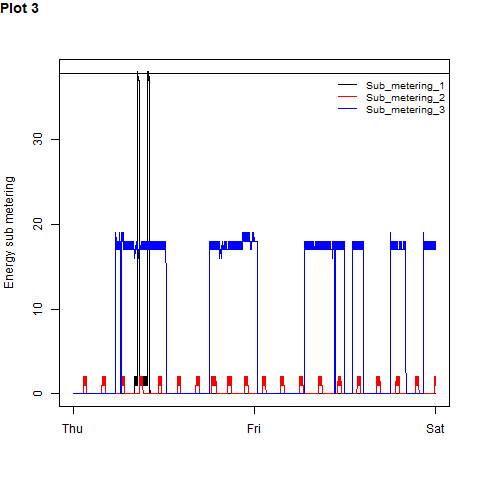 Plot 3
Sub_metering_1
Sub_metering_2
Sub_metering_3
Energy sub metering
30
20
10
0
Thu
Fri
Sat